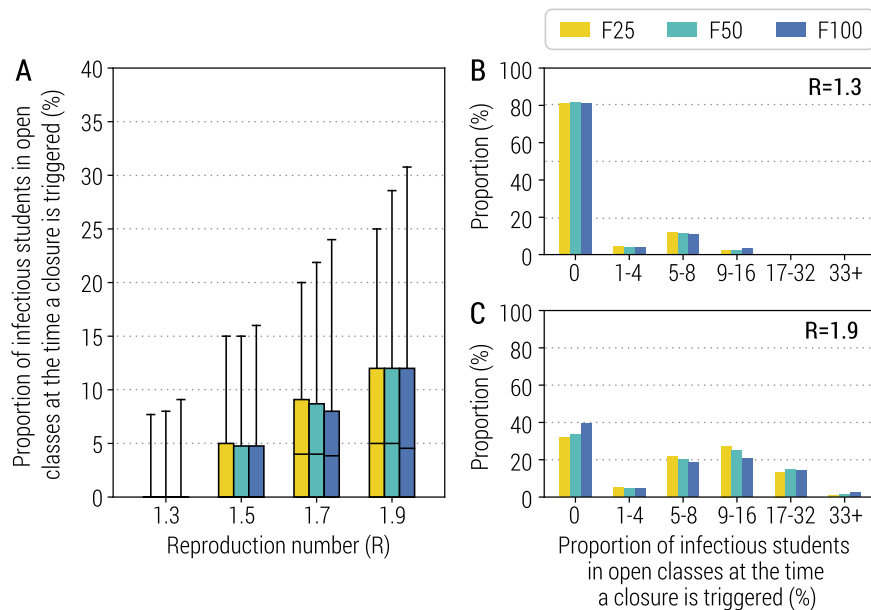 F25 F50 F100
A
Proportion of infectious students in open
classes at the time a closure is triggered (%)
40
35
30
25
20
15
10
5
0
1.3 1.5 1.7 1.9
Reproduction number (R)
B
R=1.3
Proportion (%)
100
80
60
40
20
0
0 1-4 5-8 9-16 17-32 33+
C
R=1.9
Proportion (%)
100
80
60
40
20
0
0 1-4 5-8 9-16 17-32 33+
Proportion of infectious students
in open classes at the time
a closure is triggered (%)